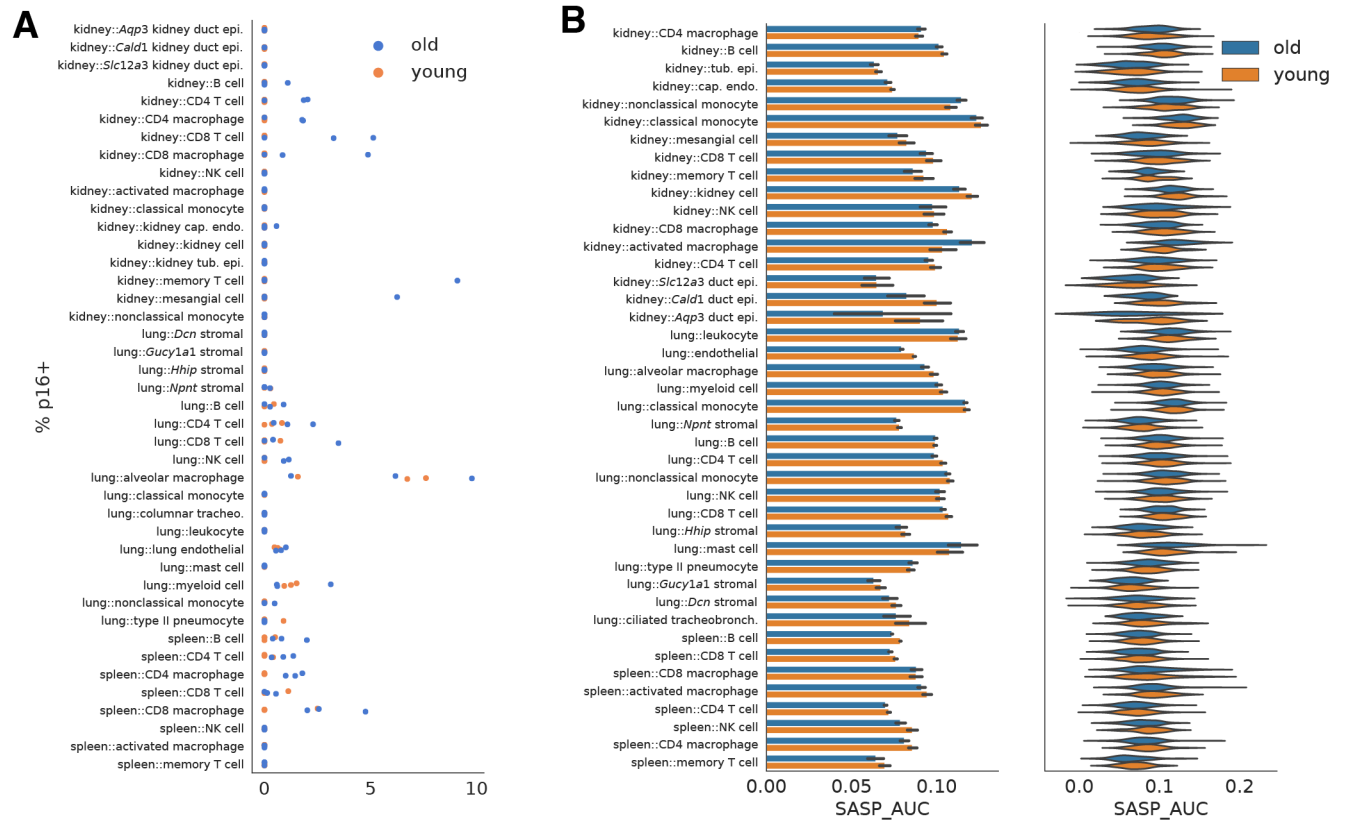 A
kidney::Aqp3 kidney duct epi.
kidney::Cald1 kidney duct epi.
kidney::Slc12a3 kidney duct epi.
kidney::B cell
kidney::CD4 T cell
kidney::CD4 macrophage
kidney::CD8 T cell
kidney::CD8 macrophage
kidney::NK cell
kidney::activated macrophage
kidney::classical monocyte
kidney::kidney cap. endo.
kidney::kidney cell
kidney::kidney tub. epi.
kidney::memory T cell
kidney::mesangial cell
kidney::nonclassical monocyte
lung::Dcn stromal
lung::Gucy1a1 stromal
lung::Hhip stromal
lung::Npnt stromal
lung::B cell
lung::CD4 T cell
lung::CD8 T cell
lung::NK cell
lung::alveolar macrophage
lung::classical monocyte
lung::columnar tracheo.
lung::leukocyte
lung::lung endothelial
lung::mast cell
lung::myeloid cell
lung::nonclassical monocyte
lung::type II pneumocyte
spleen::B cell
spleen::CD4 T cell
spleen::CD4 macrophage
spleen::CD8 T cell
spleen::CD8 macrophage
spleen::NK cell
spleen::activated macrophage
spleen::memory T cell
% p16+
old
young
0 5 10
B
kidney::CD4 macrophage
kidney::B cell
kidney::tub. epi.
kidney::cap. endo.
kidney::nonclassical monocyte
kidney::classical monocyte
kidney::mesangial cell
kidney::CD8 T cell
kidney::memory T cell
kidney::kidney cell
kidney::NK cell
kidney::CD8 macrophage
kidney::activated macrophage
kidney::CD4 T cell
kidney::Slc12a3 duct epi.
kidney::Cald1 duct epi.
kidney::Aqp3 duct epi.
lung::leukocyte
lung::endothelial
lung::alveolar macrophage
lung::myeloid cell
lung::classical monocyte
lung::Npnt stromal
lung::B cell
lung::CD4 T cell
lung::nonclassical monocyte
lung::NK cell
lung::CD8 T cell
lung::Hhip stromal
lung::mast cell
lung::type II pneumocyte
lung::Gucy1a1 stromal
lung::Dcn stromal
lung::ciliated tracheobronch.
spleen::B cell
spleen::CD8 T cell
spleen::CD8 macrophage
spleen::activated macrophage
spleen::CD4 T cell
spleen::NK cell
spleen::CD4 macrophage
spleen::memory T cell
0.00 0.05 0.10
SASP_AUC
old
young
0.0 0.1 0.2
SASP_AUC